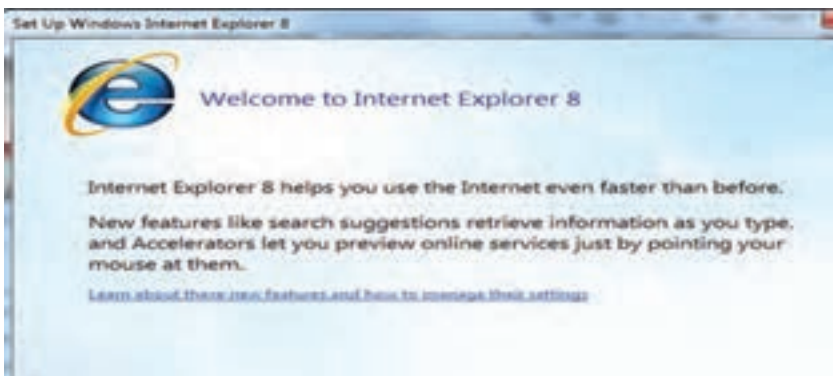 Set Up Windows Internet Explorer 8
Welcome to Internet Explorer 8
Internet Explorer 8 helps you use the Internet even faster than before.
New features like search suggestions retrieve information as you type,
and Accelerators let you preview online services just by pointing your
mouse at them.
Learn about these new features and how to manage their settings